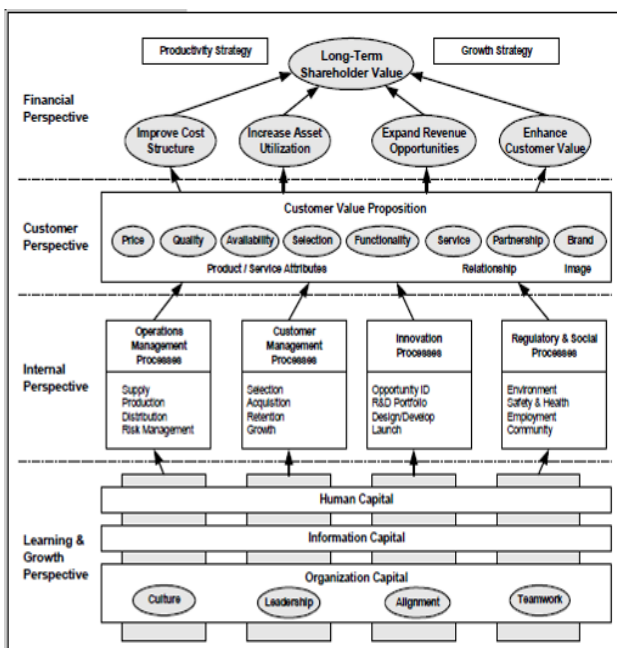 Productivity Strategy
Long-Term
Shareholder Value
Growth Strategy
Financial
Perspective
Improve Cost
Structure
Increase Asset
Utilization
Expand Revenue
Opportunities
Enhance
Customer Value
Customer
Perspective
Customer Value Proposition
Price
Quality
Availability
Selection
Functionality
Service
Partnership
Brand
Product / Service Attributes
Relationship
Image
Internal
Perspective
Operations
Management
Processes
Supply
Production
Distribution
Risk Management
Customer
Management
Processes
Selection
Acquisition
Retention
Growth
Innovation
Processes
Opportunity ID
R&D Portfolio
Design/Develop
Launch
Regulatory & Social
Processes
Environment
Safety & Health
Employment
Community
Learning &
Growth
Perspective
Human Capital
Information Capital
Organization Capital
Culture
Leadership
Alignment
Teamwork